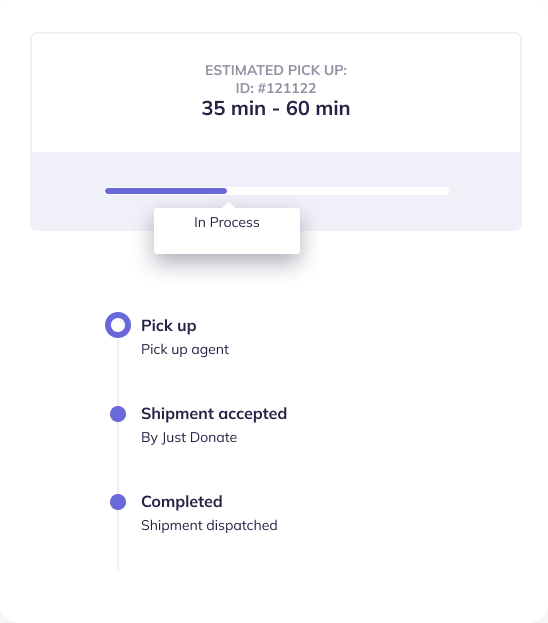 ESTIMATED PICK UP:
ID: #121122
35 min - 60 min
In Process
Pick up
Pick up agent
Shipment accepted
By Just Donate
Completed
Shipment dispatched